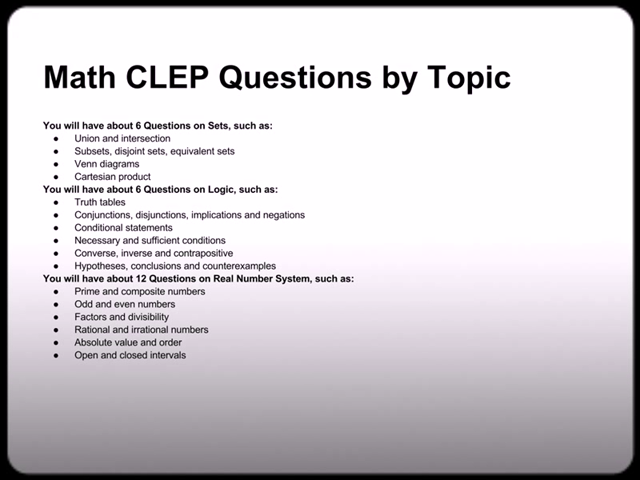 Math CLEP Questions by Topic
You will have about 6 Questions on Sets, such as:
● Union and intersection
● Subsets, disjoint sets, equivalent sets
● Venn diagrams
● Cartesian product
You will have about 6 Questions on Logic, such as:
● Truth tables
● Conjunctions, disjunctions, implications and negations
● Conditional statements
● Necessary and sufficient conditions
● Converse, inverse and contrapositive
● Hypotheses, conclusions and counterexamples
You will have about 12 Questions on Real Number System, such as:
● Prime and composite numbers
● Odd and even numbers
● Factors and divisibility
● Rational and irrational numbers
● Absolute value and order
● Open and closed intervals